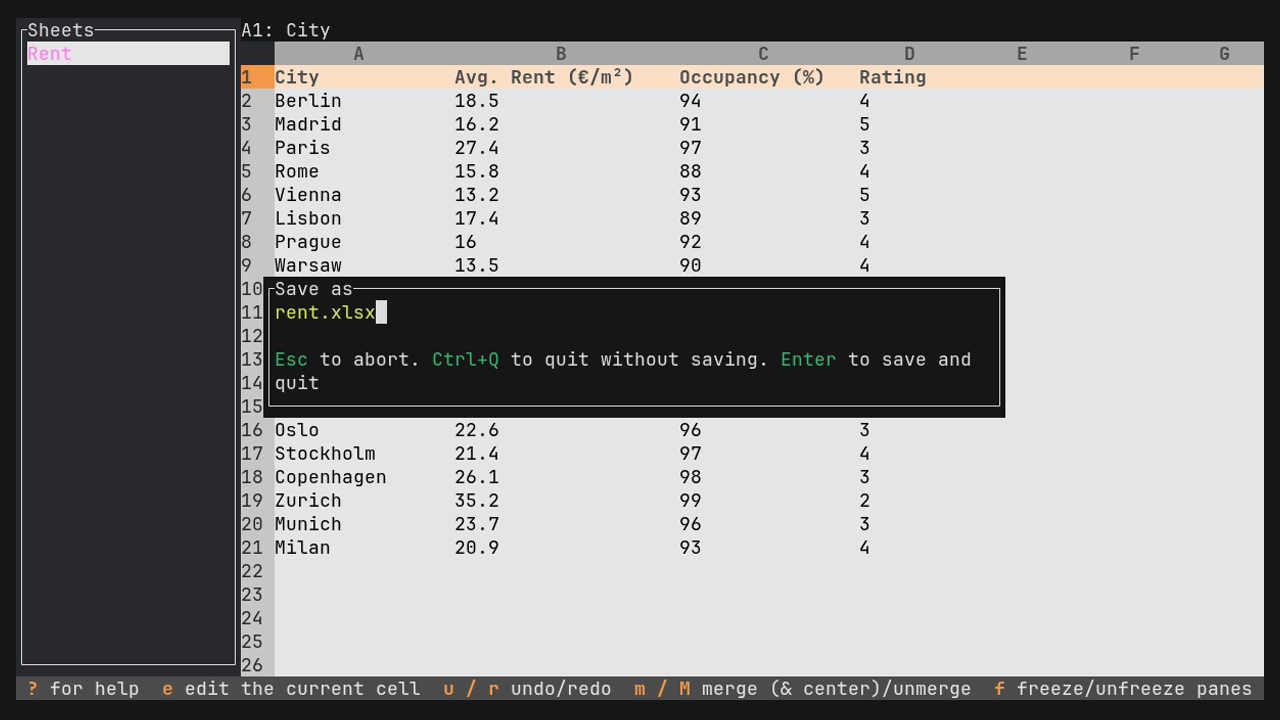 Sheets A1: City
Rent A B C D E F G
1 City Avg. Rent (€/m²) Occupancy (%) Rating
2 Berlin 18.5 94 4
3 Madrid 16.2 91 5
4 Paris 27.4 97 3
5 Rome 15.8 88 4
6 Vienna 13.2 93 5
7 Lisbon 17.4 89 3
8 Prague 16 92 4
9 Warsaw 13.5 90 4
10 Save as
11 rent.xlsx
12
13 Esc to abort. Ctrl+Q to quit without saving. Enter to save and
14 quit
15
16 Oslo 22.6 96 3
17 Stockholm 21.4 97 4
18 Copenhagen 26.1 98 3
19 Zurich 35.2 99 2
20 Munich 23.7 96 3
21 Milan 20.9 93 4
22
23
24
25
26
? for help e edit the current cell u / r undo/redo m / M merge (& center)/unmerge f freeze/unfreeze panes